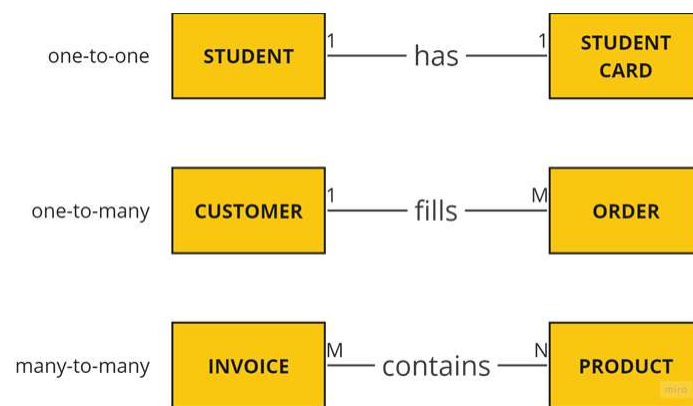 one-to-one STUDENT 1 has 1 STUDENT CARD
one-to-many CUSTOMER 1 fills M ORDER
many-to-many INVOICE M contains N PRODUCT
miro